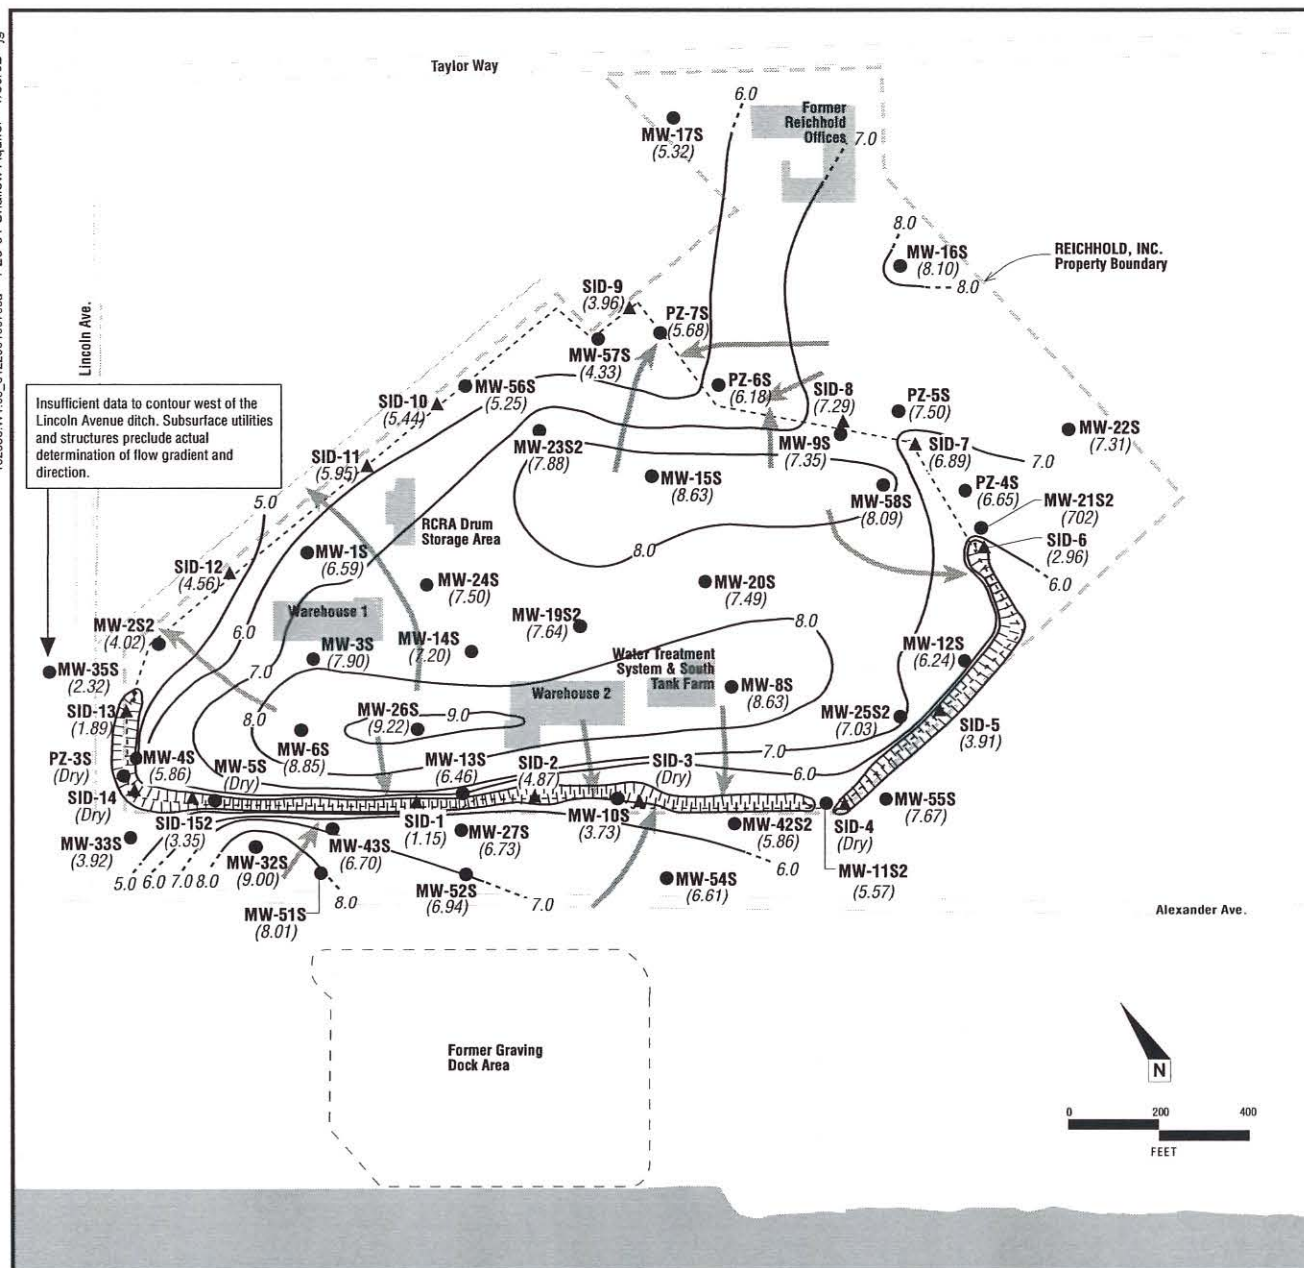 Taylor Way
6.0
Former
Reichhold
Offices
7.0
MW-17S
(5.32)
8.0
MW-16S
(8.10)
8.0
REICHHOLD, INC.
Property Boundary
Lincoln Ave.
SID-9
(3.96)
PZ-7S
(5.68)
MW-57S
(4.33)
Insufficient data to contour west of the
Lincoln Avenue ditch. Subsurface utilities
and structures preclude actual
determination of flow gradient and
direction.
MW-56S
(5.25)
SID-10
(5.44)
PZ-6S
(6.18)
SID-8
(7.29)
PZ-5S
(7.50)
MW-22S
(7.31)
MW-23S2
(7.88)
MW-9S
(7.35)
SID-7
(6.89)
7.0
SID-11
(5.95)
MW-15S
(8.63)
MW-58S
(8.09)
PZ-4S
(6.65)
MW-21S2
(702)
5.0
RCRA Drum
Storage Area
8.0
SID-6
(2.96)
6.0
MW-1S
(6.59)
SID-12
(4.56)
MW-24S
(7.50)
MW-20S
(7.49)
Warehouse 1
MW-19S2
(7.64)
8.0
MW-2S2
(4.02)
6.0
MW-3S
(7.90)
MW-14S
(7.20)
Water Treatment
System & South
Tank Farm
MW-12S
(6.24)
MW-35S
(2.32)
7.0
Warehouse 2
MW-8S
(8.63)
SID-13
(1.89)
8.0
MW-26S
(9.22)
9.0
MW-25S2
(7.03)
SID-5
(3.91)
MW-6S
(8.85)
7.0
PZ-3S
(Dry)
MW-4S
(5.86)
MW-5S
(Dry)
MW-13S
(6.46)
SID-2
(4.87)
SID-3
(Dry)
6.0
SID-14
(Dry)
MW-55S
(7.67)
SID-152
(3.35)
SID-1
(1.15)
MW-10S
(3.73)
MW-42S2
(5.86)
SID-4
(Dry)
MW-33S
(3.92)
MW-43S
(6.70)
MW-27S
(6.73)
MW-32S
(9.00)
6.0
MW-11S2
(5.57)
5.0 6.0 7.0 8.0
MW-52S
(6.94)
7.0
MW-54S
(6.61)
8.0
MW-51S
(8.01)
Alexander Ave.
Former Graving
Dock Area
N
0 200 400
FEET